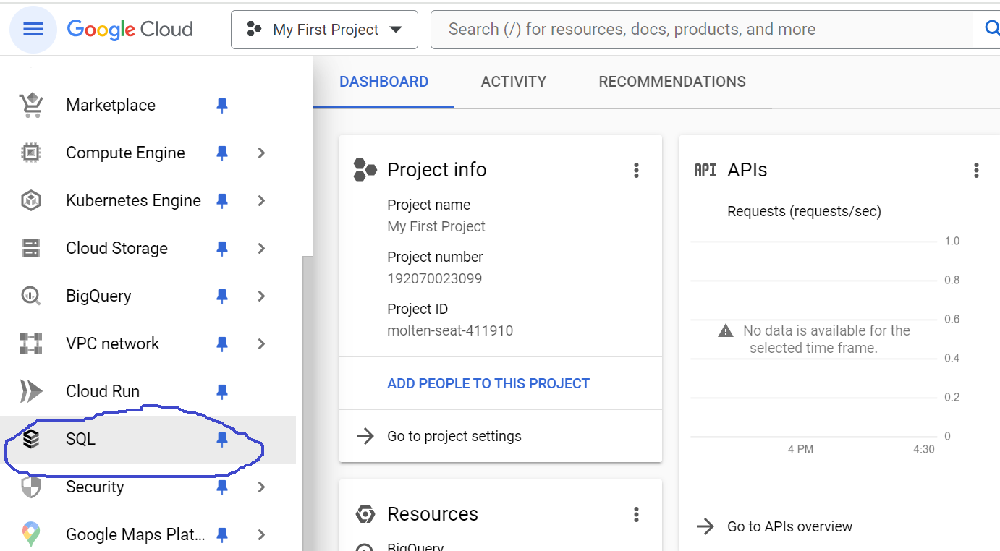 Google Cloud
My First Project
Search (/) for resources, docs, products, and more
Marketplace
Compute Engine
Kubernetes Engine
Cloud Storage
BigQuery
VPC network
Cloud Run
SQL
Security
Google Maps Plat...
DASHBOARD
ACTIVITY
RECOMMENDATIONS
Project info
Project name
My First Project
Project number
192070023099
Project ID
molten-seat-411910
ADD PEOPLE TO THIS PROJECT
Go to project settings
Resources
BigQuery
API
APIs
Requests (requests/sec)
1.0
0.8
0.6
No data is available for the
selected time frame.
0.4
0.2
0
4 PM
4:30
Go to APIs overview